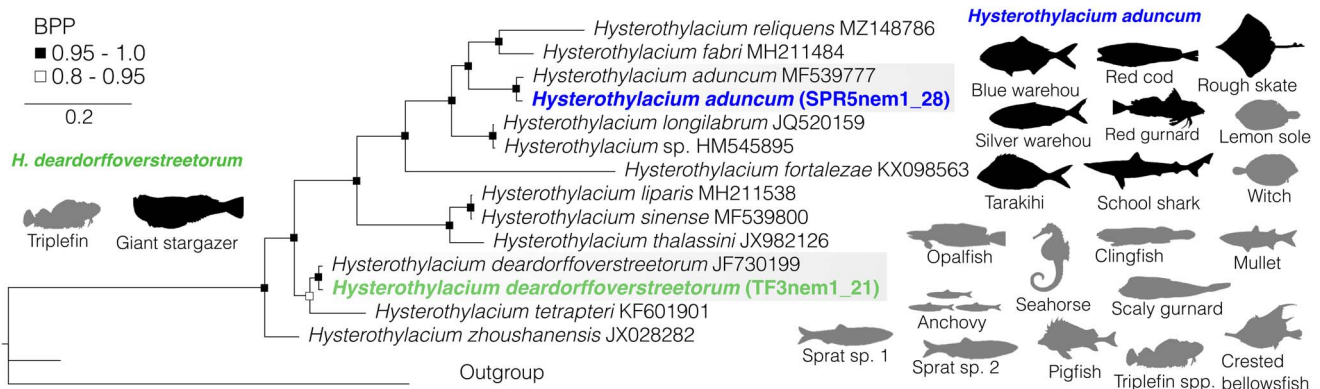 BPP
0.95 - 1.0
0.8 - 0.95
0.2
H. deardorffoverstreetorum
Triplefin
Giant stargazer
Hysterothylacium reliquens MZ148786
Hysterothylacium fabri MH211484
Hysterothylacium aduncum MF539777
Hysterothylacium aduncum (SPR5nem1_28)
Hysterothylacium longilabrum JQ520159
Hysterothylacium sp. HM545895
Hysterothylacium fortalezae KX098563
Hysterothylacium liparis MH211538
Hysterothylacium sinense MF539800
Hysterothylacium thalassini JX982126
Hysterothylacium deardorffoverstreetorum JF730199
Hysterothylacium deardorffoverstreetorum (TF3nem1_21)
Hysterothylacium tetrapteri KF601901
Hysterothylacium zhoushanensis JX028282
Outgroup
Hysterothylacium aduncum
Blue warehou
Red cod
Rough skate
Silver warehou
Red gurnard
Lemon sole
Tarakihi
School shark
Witch
Opalfish
Seahorse
Clingfish
Mullet
Anchovy
Scaly gurnard
Sprat sp. 1
Sprat sp. 2
Pigfish
Triplefin spp.
Crested
bellowsfish